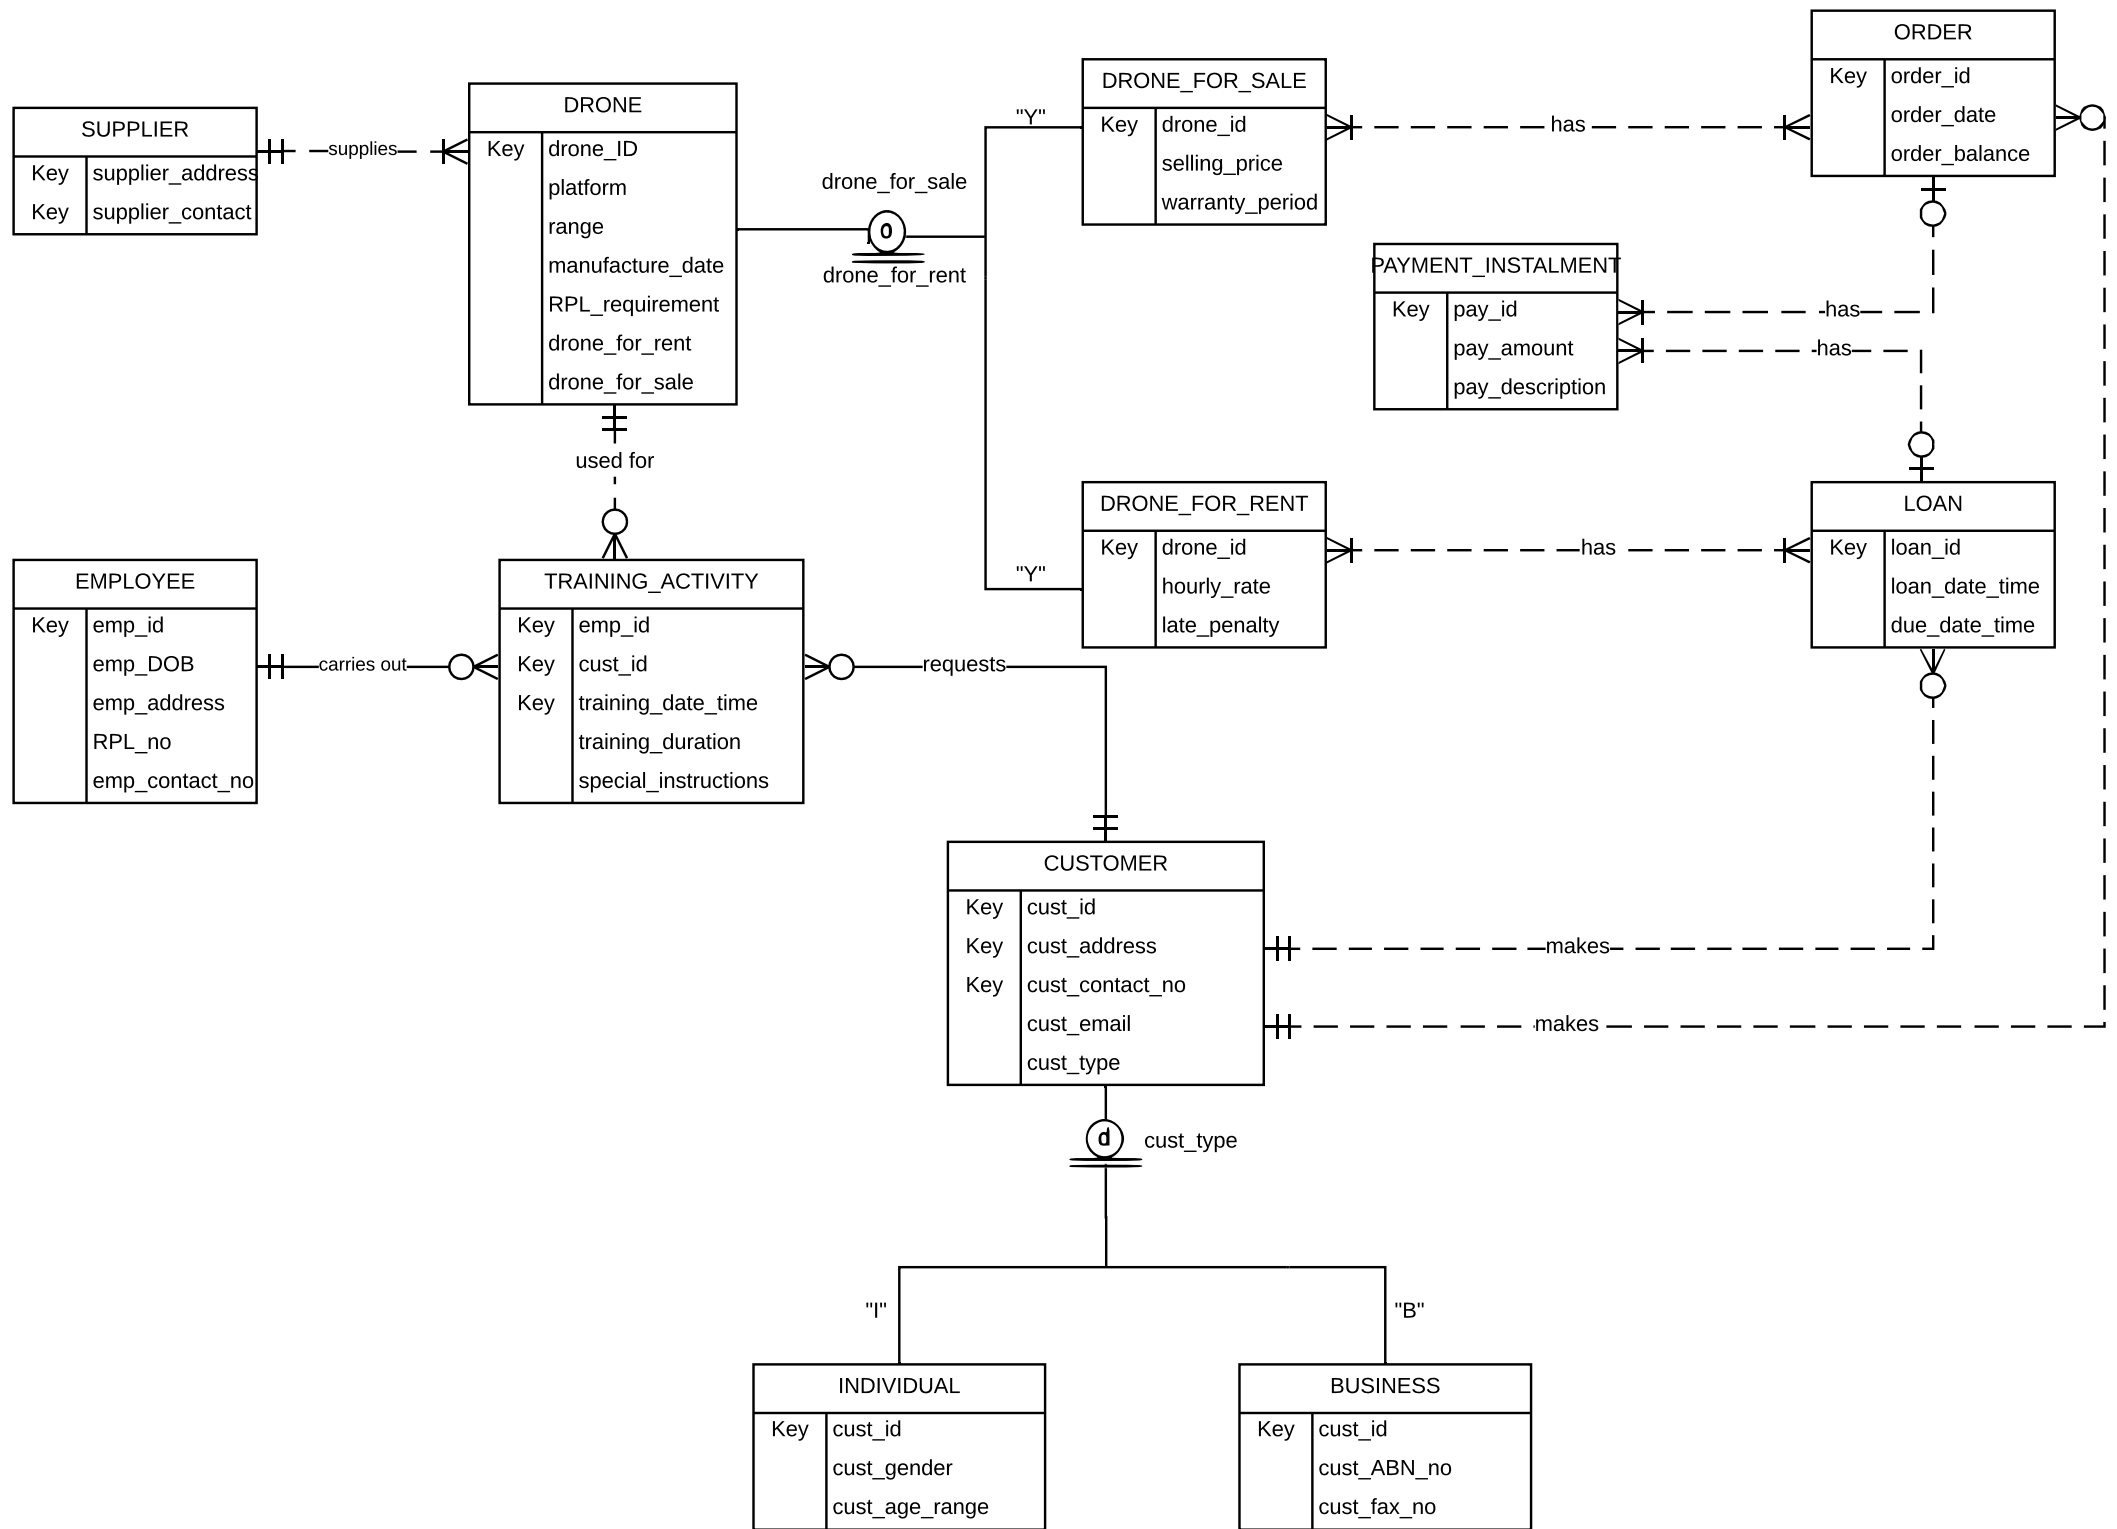 SUPPLIER
Key supplier_address
Key supplier_contact
supplies
DRONE
Key drone_ID
platform
range
manufacture_date
RPL_requirement
drone_for_rent
drone_for_sale
drone_for_sale
o
drone_for_rent
"Y"
"Y"
DRONE_FOR_SALE
Key drone_id
selling_price
warranty_period
has
ORDER
Key order_id
order_date
order_balance
PAYMENT_INSTALMENT
Key pay_id
pay_amount
pay_description
has
has
used for
DRONE_FOR_RENT
Key drone_id
hourly_rate
late_penalty
has
LOAN
Key loan_id
loan_date_time
due_date_time
EMPLOYEE
Key emp_id
emp_DOB
emp_address
RPL_no
emp_contact_no
carries out
TRAINING_ACTIVITY
Key emp_id
Key cust_id
Key training_date_time
training_duration
special_instructions
requests
CUSTOMER
Key cust_id
Key cust_address
Key cust_contact_no
cust_email
cust_type
makes
makes
d
cust_type
"I"
"B"
INDIVIDUAL
Key cust_id
cust_gender
cust_age_range
BUSINESS
Key cust_id
cust_ABN_no
cust_fax_no